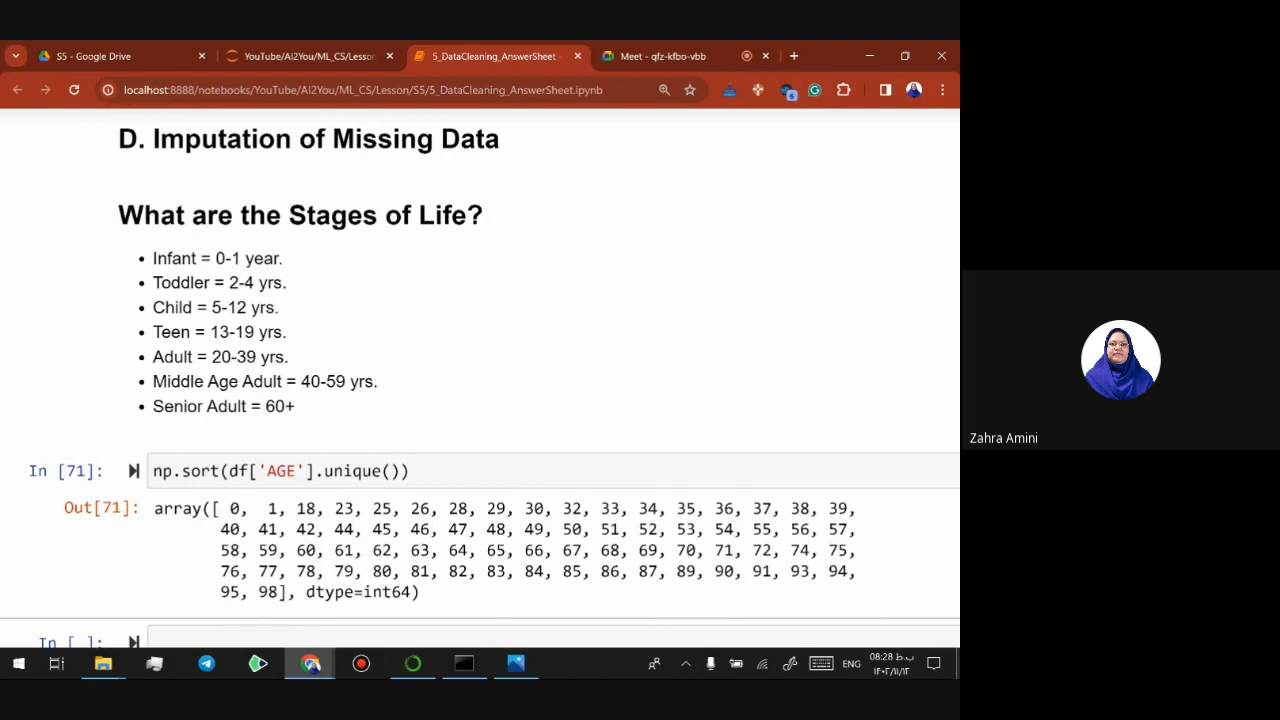 S5 - Google Drive
YouTube/AI2You/ML_CS/Lesson
5_DataCleaning_AnswerSheet -
Meet - qfz-kfbo-vbb
localhost:8888/notebooks/YouTube/AI2You/ML_CS/Lesson/S5/5_DataCleaning_AnswerSheet.ipynb
6
D. Imputation of Missing Data
What are the Stages of Life?
• Infant = 0-1 year.
• Toddler = 2-4 yrs.
• Child = 5-12 yrs.
• Teen = 13-19 yrs.
• Adult = 20-39 yrs.
• Middle Age Adult = 40-59 yrs.
• Senior Adult = 60+
In [71]: np.sort(df['AGE'].unique())
Out[71]: array([ 0, 1, 18, 23, 25, 26, 28, 29, 30, 32, 33, 34, 35, 36, 37, 38, 39,
40, 41, 42, 44, 45, 46, 47, 48, 49, 50, 51, 52, 53, 54, 55, 56, 57,
58, 59, 60, 61, 62, 63, 64, 65, 66, 67, 68, 69, 70, 71, 72, 74, 75,
76, 77, 78, 79, 80, 81, 82, 83, 84, 85, 86, 87, 89, 90, 91, 93, 94,
95, 98], dtype=int64)
In [ ]:
Zahra Amini
ENG
08:28 ب.ظ
۱۴۰۲/۱۱/۱۳